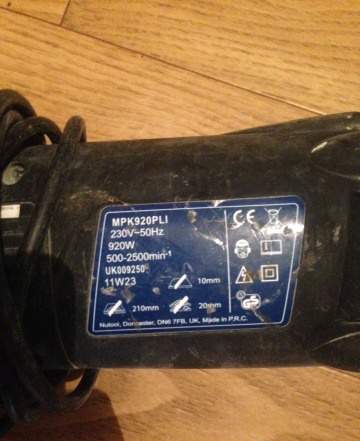 MPK920PLI
230V~50Hz
920W
500-2500min-1
UK009250
11W23
10mm
210mm 20mm
CE
GS
Nutool, Doncaster, DN6 7FB, UK, Made in P.R.C.